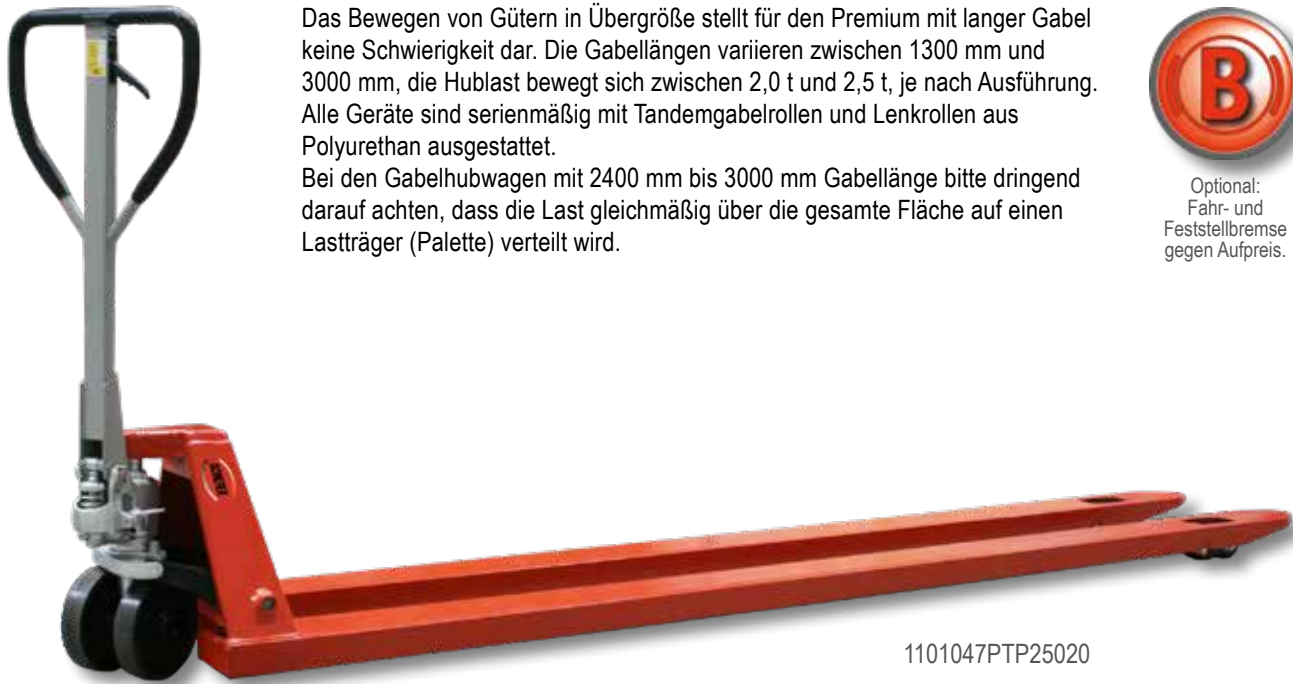 Das Bewegen von Gütern in Übergröße stellt für den Premium mit langer Gabel
keine Schwierigkeit dar. Die Gabellängen variieren zwischen 1300 mm und
3000 mm, die Hublast bewegt sich zwischen 2,0 t und 2,5 t, je nach Ausführung.
Alle Geräte sind serienmäßig mit Tandemgabelrollen und Lenkrollen aus
Polyurethan ausgestattet.
Bei den Gabelhubwagen mit 2400 mm bis 3000 mm Gabellänge bitte dringend
darauf achten, dass die Last gleichmäßig über die gesamte Fläche auf einen
Lastträger (Palette) verteilt wird.
B
Optional:
Fahr- und
Feststellbremse
gegen Aufpreis.
1101047PTP25020